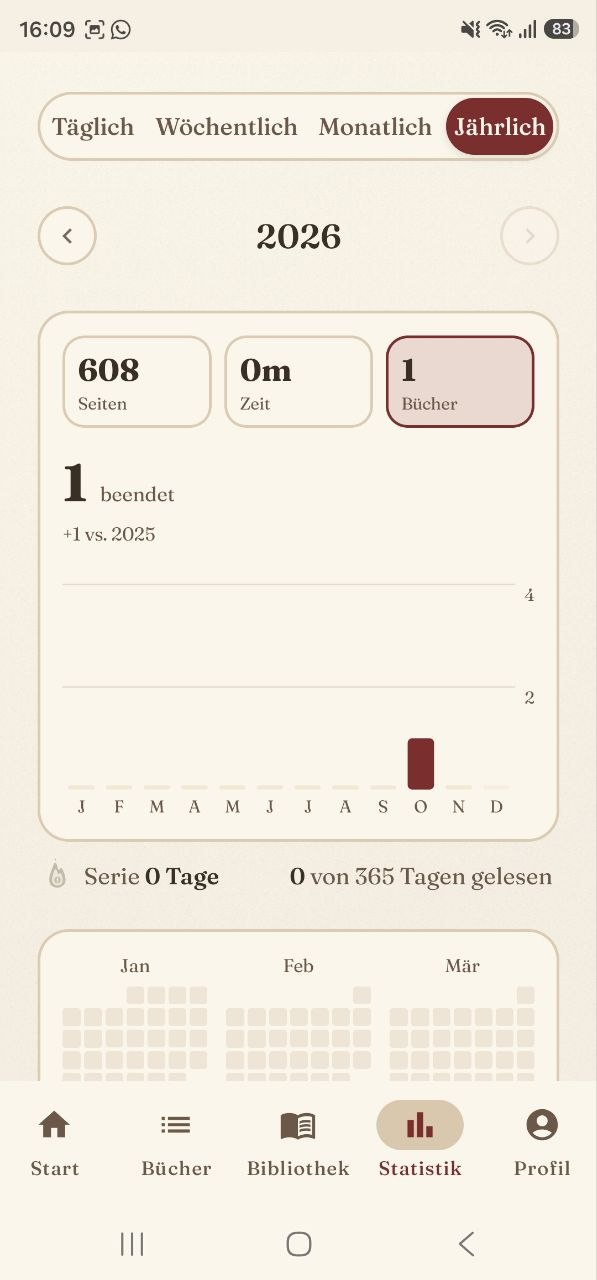 16:09
83
Täglich Wöchentlich Monatlich Jährlich
2026
608 0m 1
Seiten Zeit Bücher
1 beendet
+1 vs. 2025
4
2
J F M A M J J A S O N D
Serie 0 Tage 0 von 365 Tagen gelesen
Jan Feb Mär
Start Bücher Bibliothek Statistik Profil